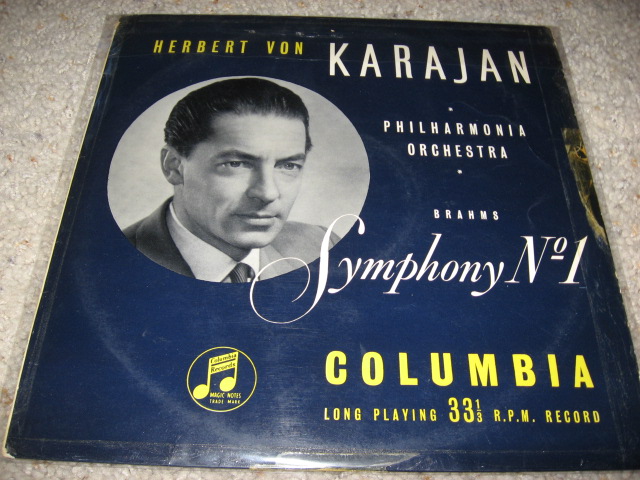 HERBERT VON KARAJAN
*
PHILHARMONIA
ORCHESTRA
*
BRAHMS
Symphony Nº1
Columbia
Records
MAGIC NOTES
TRADE MARK
COLUMBIA
LONG PLAYING 33⅓ R.P.M. RECORD